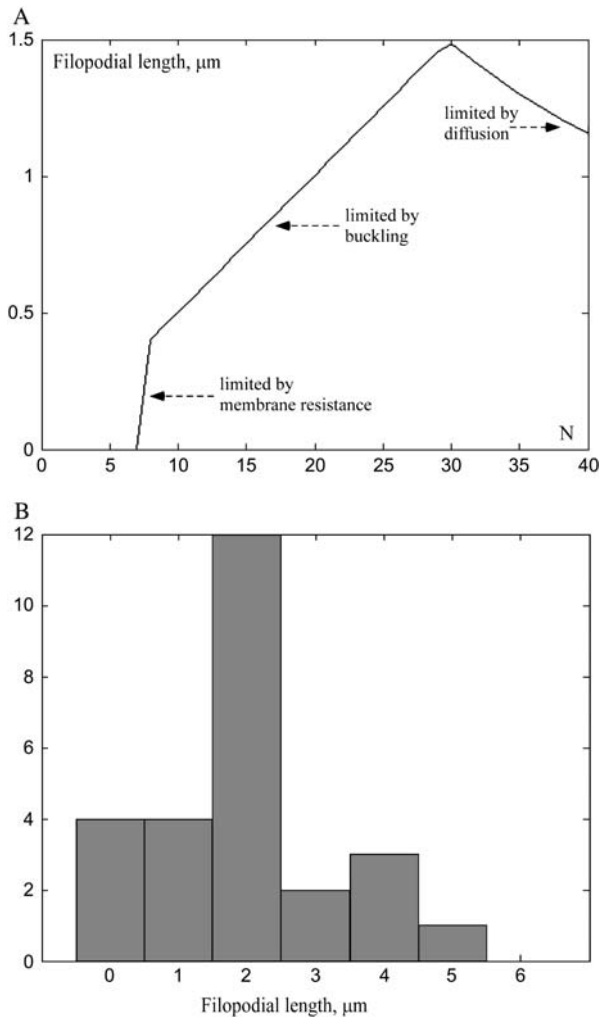 A
1.5
Filopodial length, μm
limited by
diffusion
1
limited by
buckling
0.5
limited by
membrane resistance
N
0
0 5 10 15 20 25 30 35 40
B
12
10
8
6
4
2
0
0 1 2 3 4 5 6
Filopodial length, μm